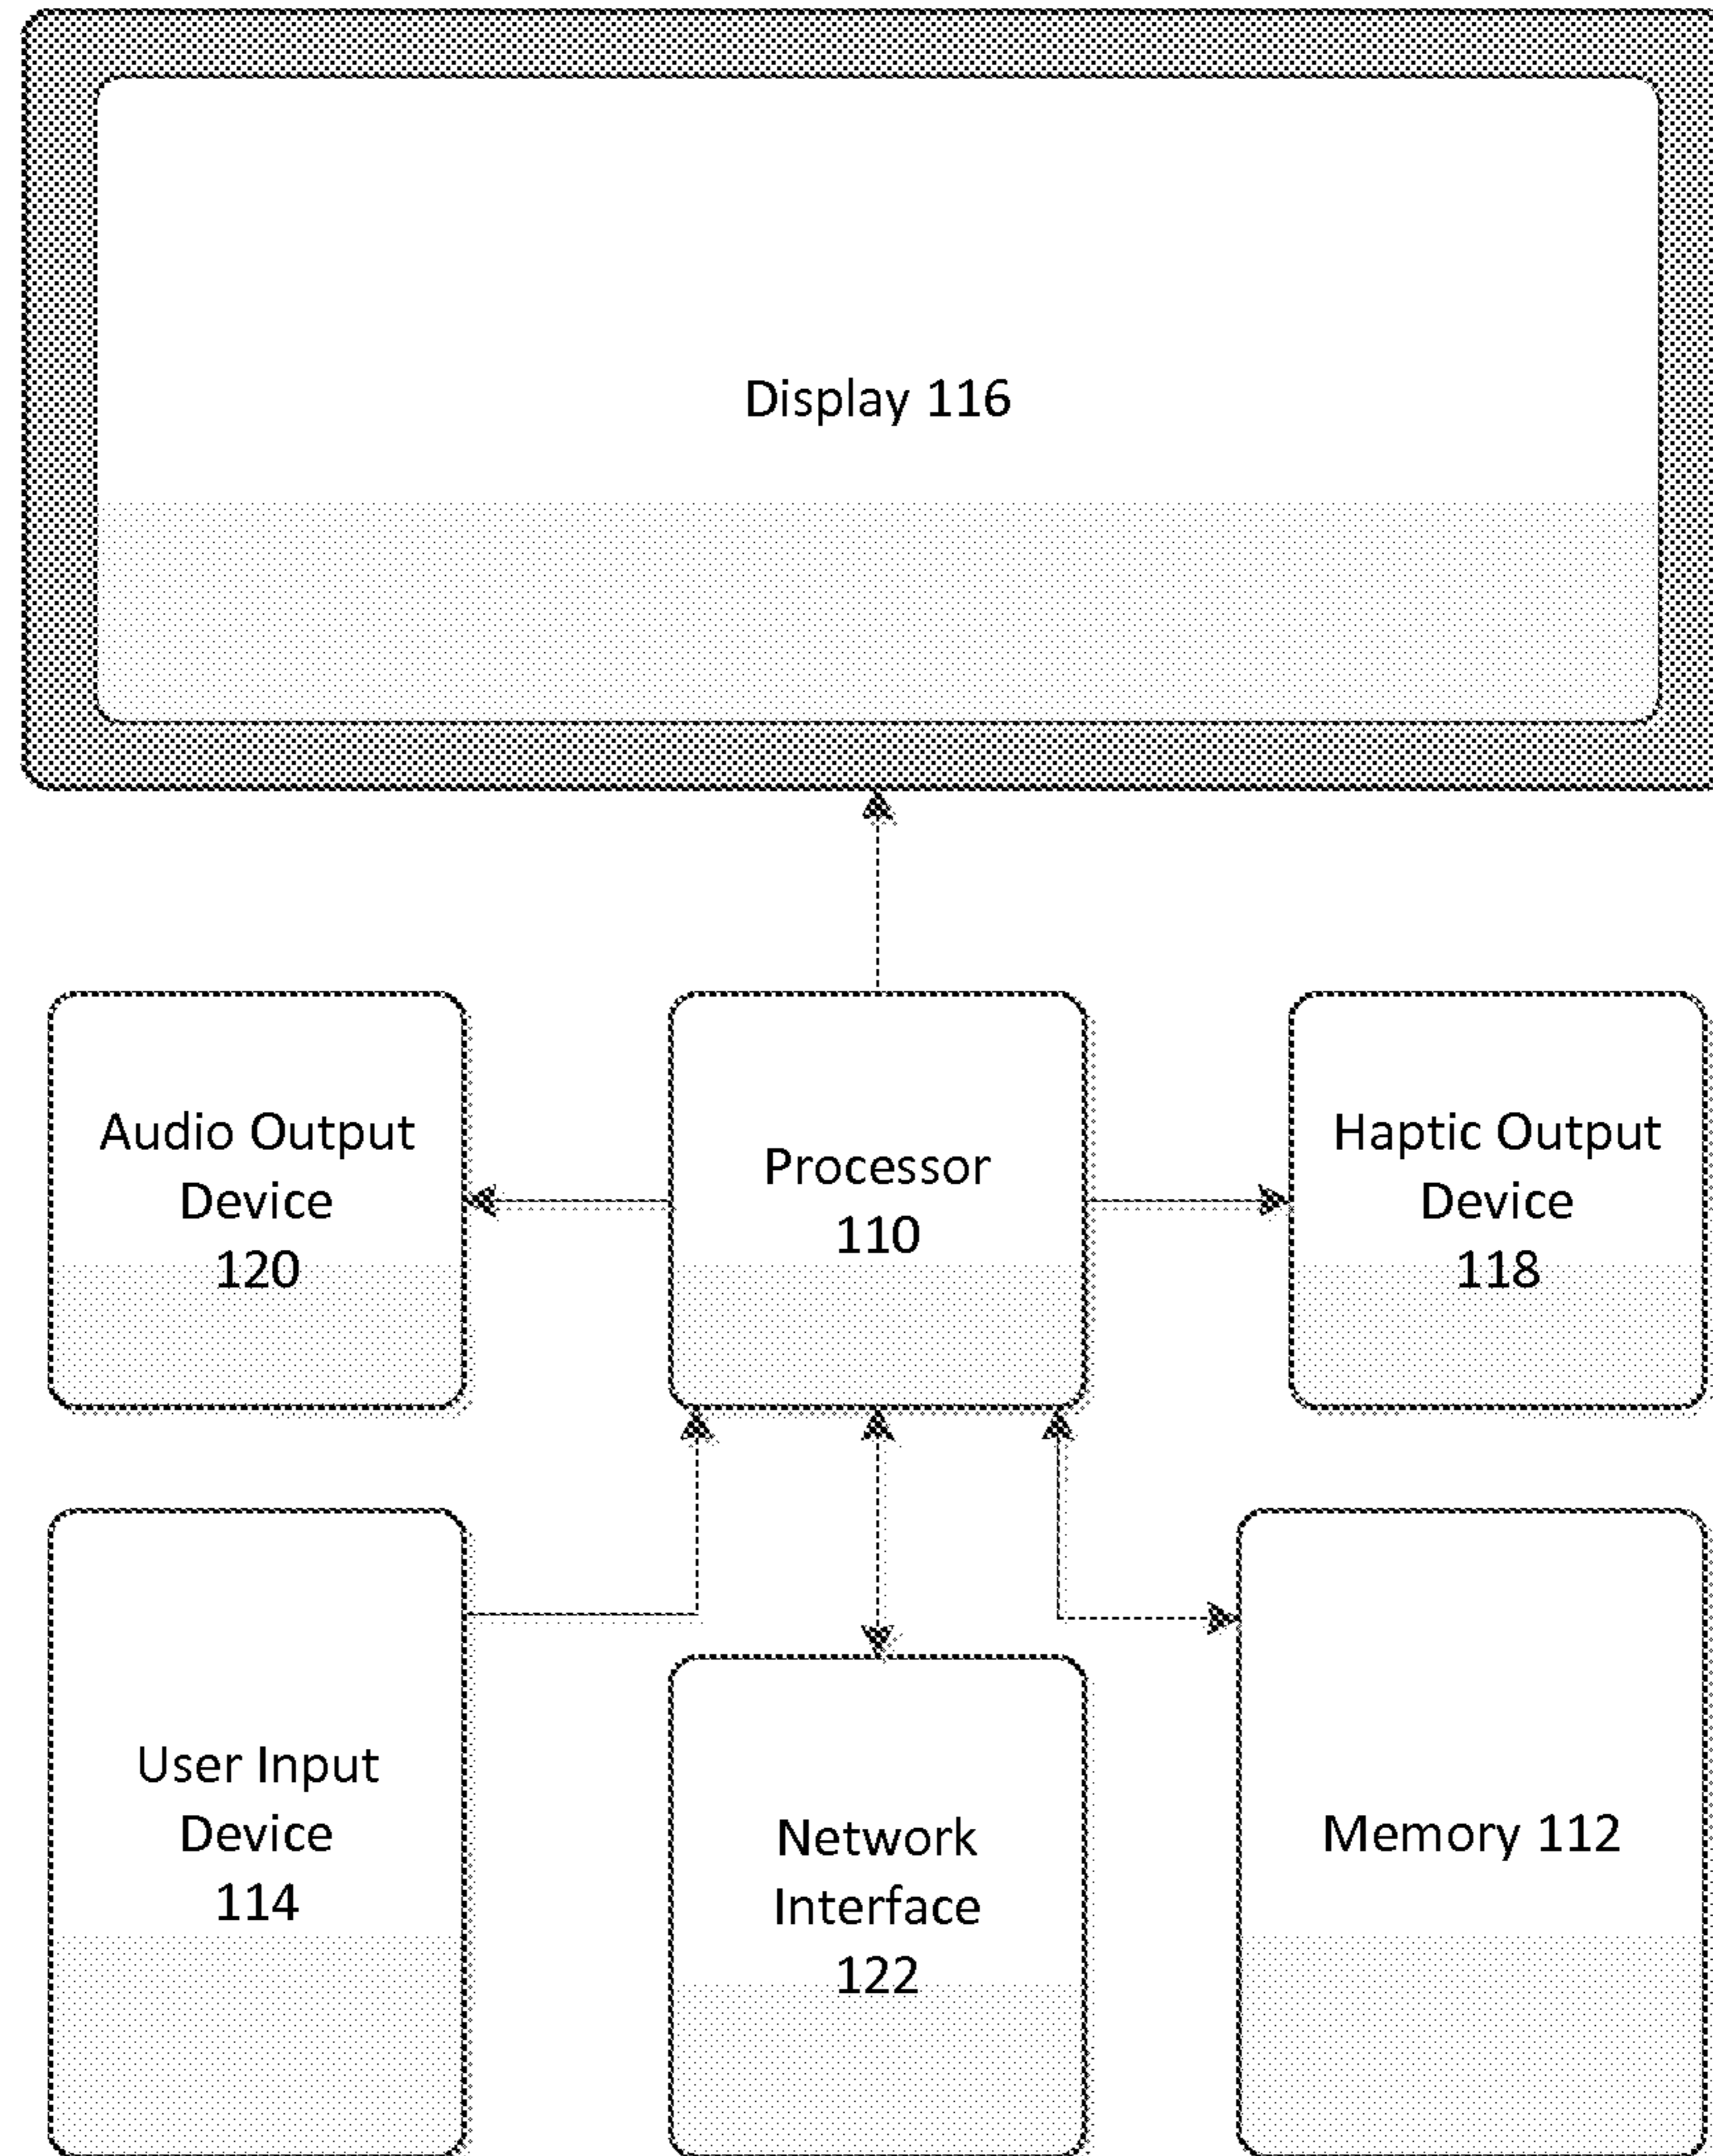 Display 116
Audio Output
Device
120
Processor
110
Haptic Output
Device
118
User Input
Device
114
Network
Interface
122
Memory 112